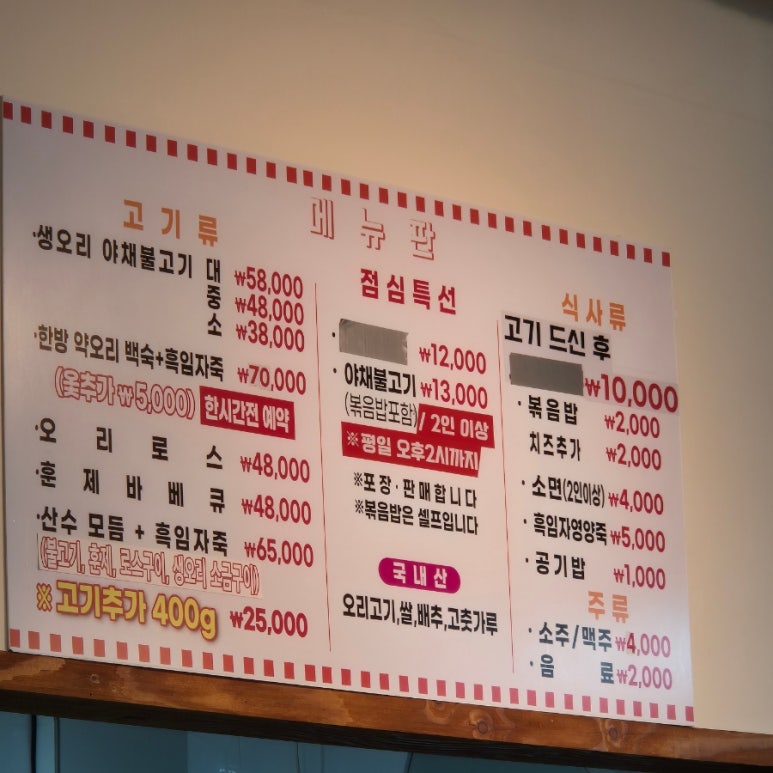 메뉴판
고기류
·생오리 야채불고기 대 ₩58,000
중 ₩48,000
소 ₩38,000
·한방 약오리 백숙+흑임자죽 ₩70,000
(옻추가 ₩5,000) 한시간전 예약
오리로스 ₩48,000
훈제바베큐 ₩48,000
·산수 모듬 + 흑임자죽 ₩65,000
(불고기, 훈제, 로스구이, 생오리 소금구이)
※고기추가 400g ₩25,000
점심특선
· ₩12,000
· 야채불고기 ₩13,000
(볶음밥포함)/ 2인 이상
※평일 오후2시까지
※포장·판매합니다
※볶음밥은 셀프입니다
국내산
오리고기,쌀,배추,고춧가루
식사류
고기 드신 후
₩10,000
· 볶음밥 ₩2,000
치즈추가 ₩2,000
· 소면(2인이상) ₩4,000
· 흑임자영양죽 ₩5,000
· 공기밥 ₩1,000
주류
· 소주/맥주 ₩4,000
· 음료 ₩2,000